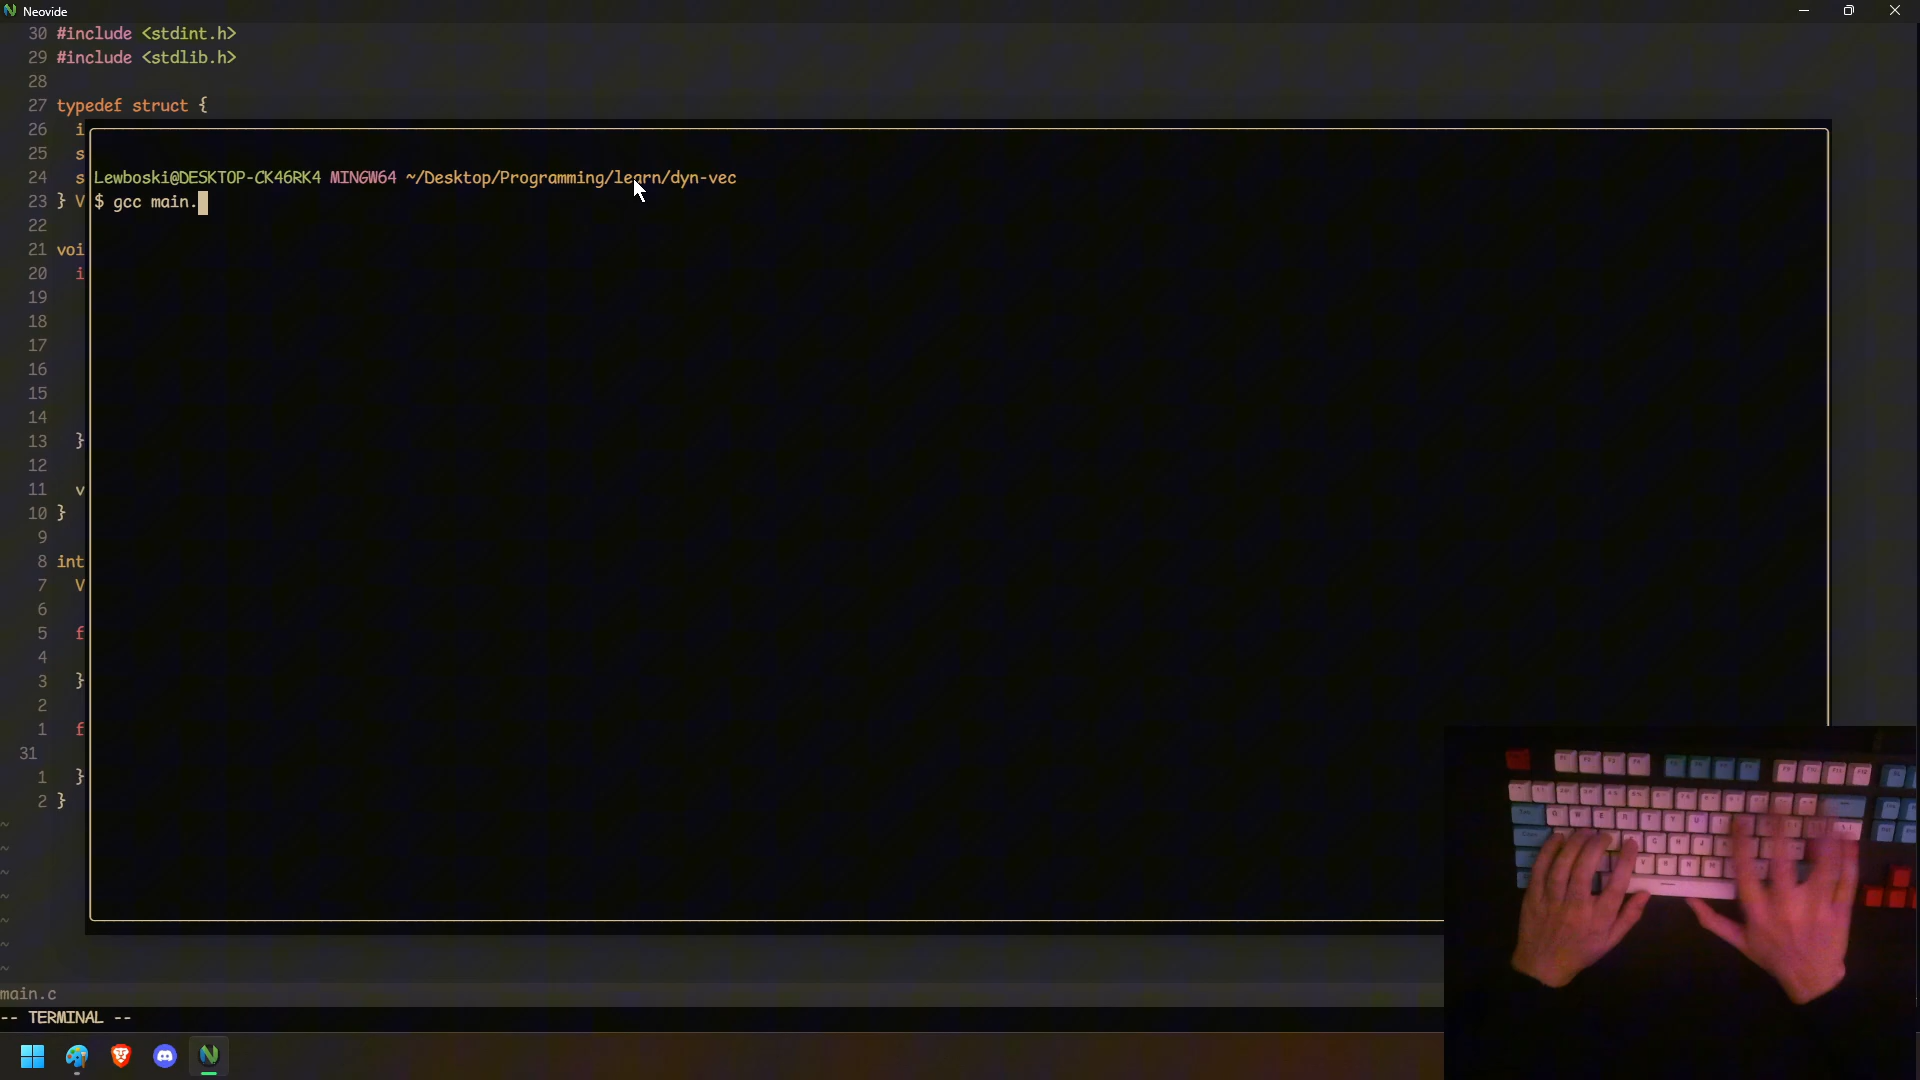 Neovide
30 #include <stdint.h>
29 #include <stdlib.h>
28
27 typedef struct {
26 i
25 s
24 s Lewboski@DESKTOP-CK46RK4 MINGW64 ~/Desktop/Programming/learn/dyn-vec
23 } V $ gcc main.
22
21 voi
20 i
19
18
17
16
15
14
13 }
12
11 v
10 }
9
8 int
7 V
6
5 f
4
3 }
2
1 f
31
1 }
2 }
~
~
~
~
~
~
~
main.c
-- TERMINAL --